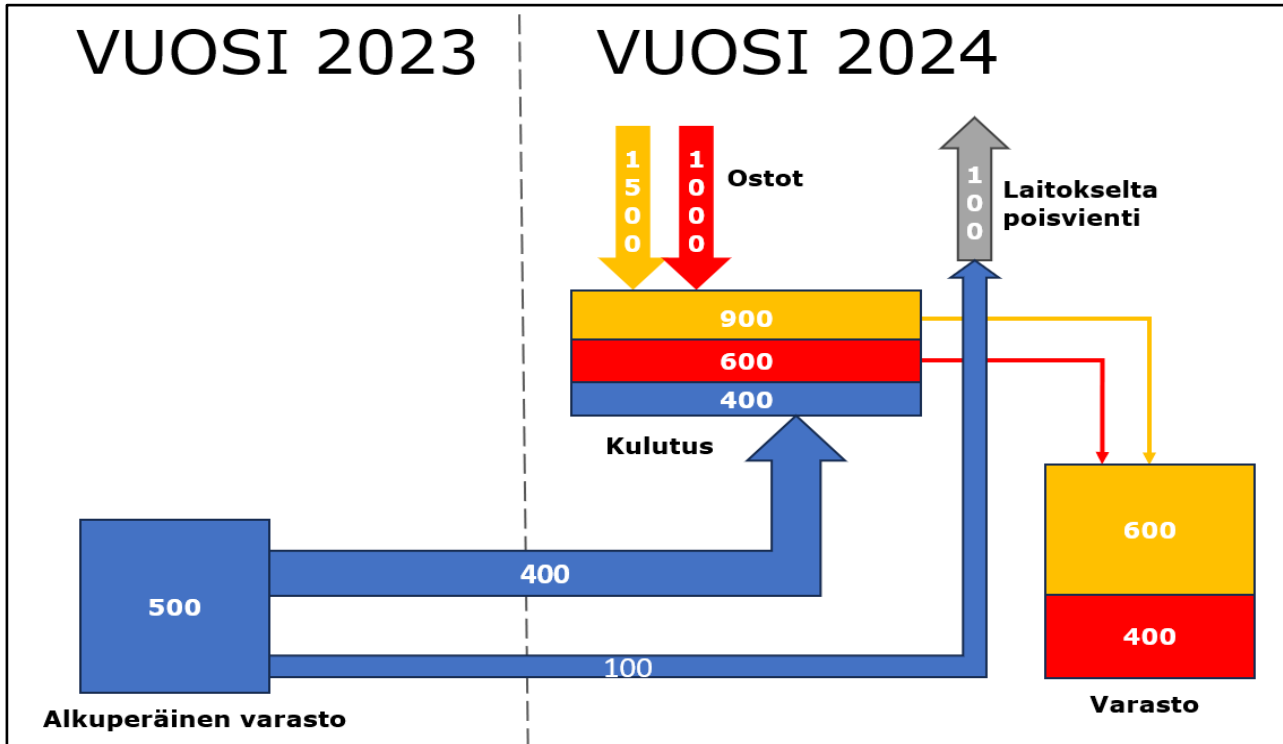 VUOSI 2023
VUOSI 2024
1500
1000
Ostot
100
Laitokselta
poisvienti
900
600
400
Kulutus
500
400
100
Alkuperäinen varasto
600
400
Varasto